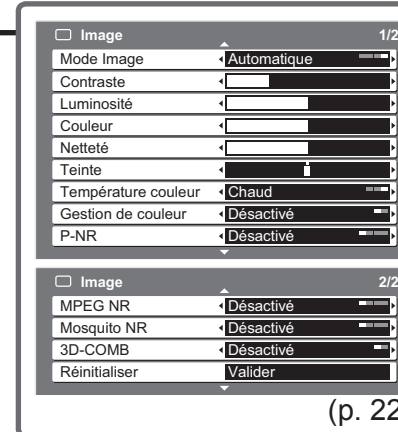 Image 1/2
Mode Image Automatique
Contraste
Luminosité
Couleur
Netteté
Teinte
Température couleur Chaud
Gestion de couleur Désactivé
P-NR Désactivé
Image 2/2
MPEG NR Désactivé
Mosquito NR Désactivé
3D-COMB Désactivé
Réinitialiser Valider
(p. 22